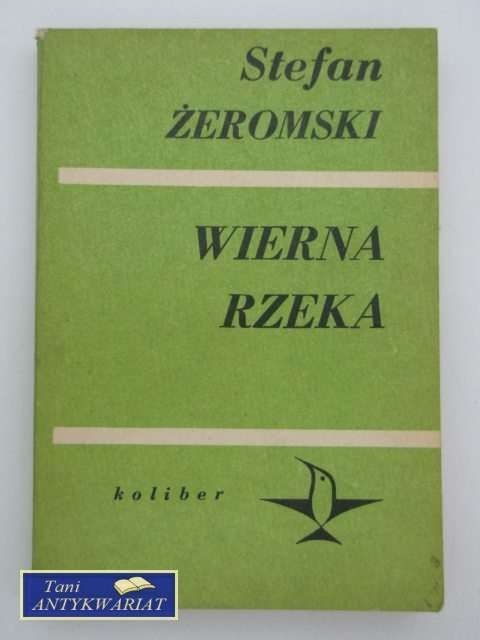 Stefan
ŻEROMSKI
WIERNA
RZEKA
koliber
Tani
ANTYKWARIAT